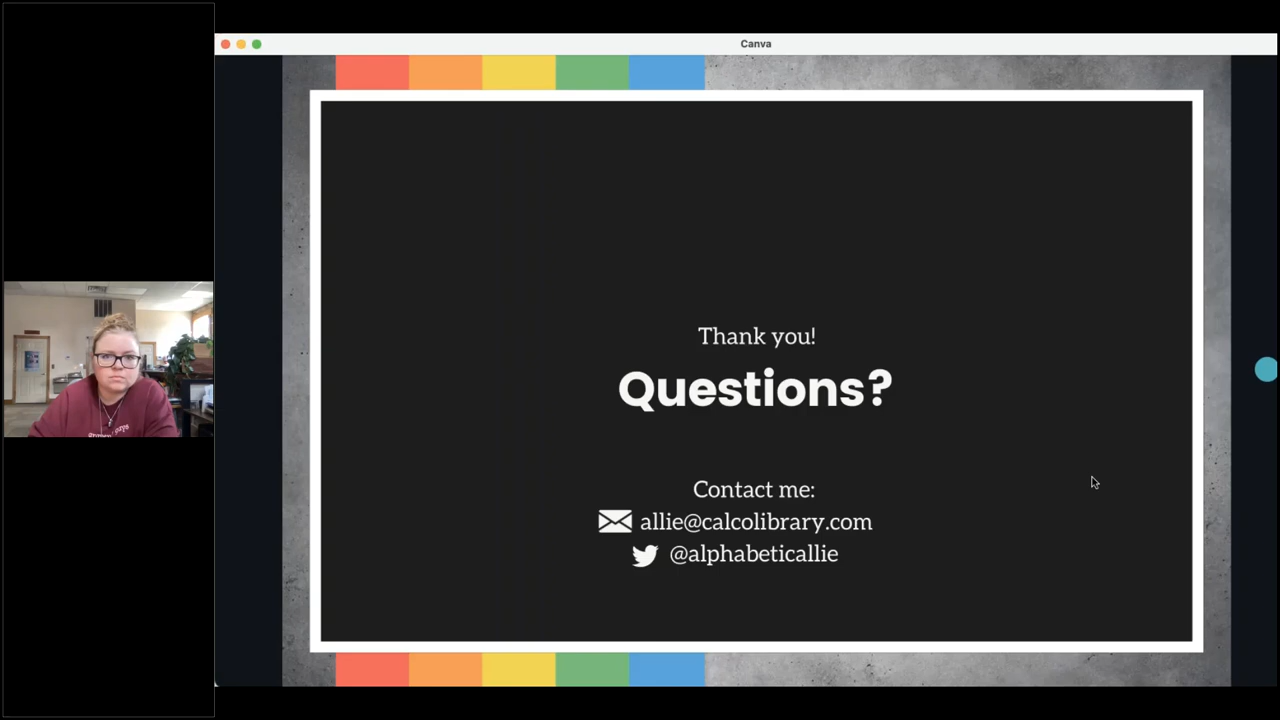 Canva
Thank you!
Questions?
Contact me:
allie@calcolibrary.com
@alphabeticallie